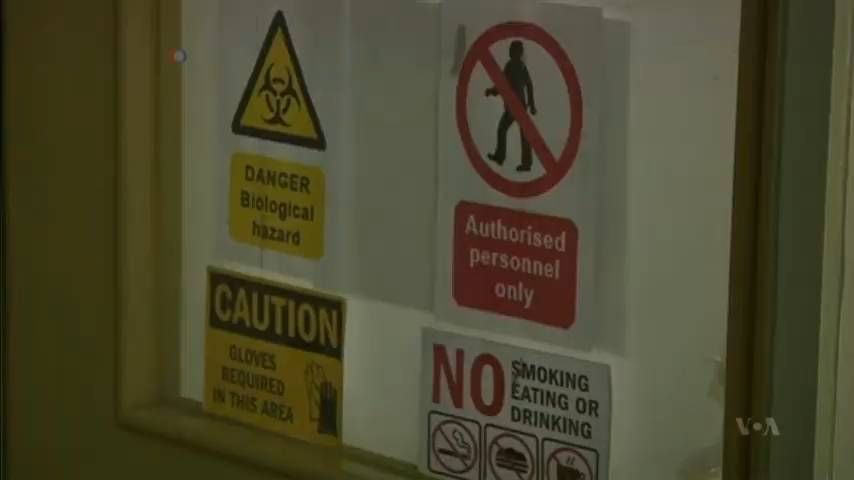 DANGER
Biological
hazard
Authorised
personnel
only
CAUTION
GLOVES
REQUIRED
IN THIS AREA
NO
SMOKING
EATING OR
DRINKING
VOA